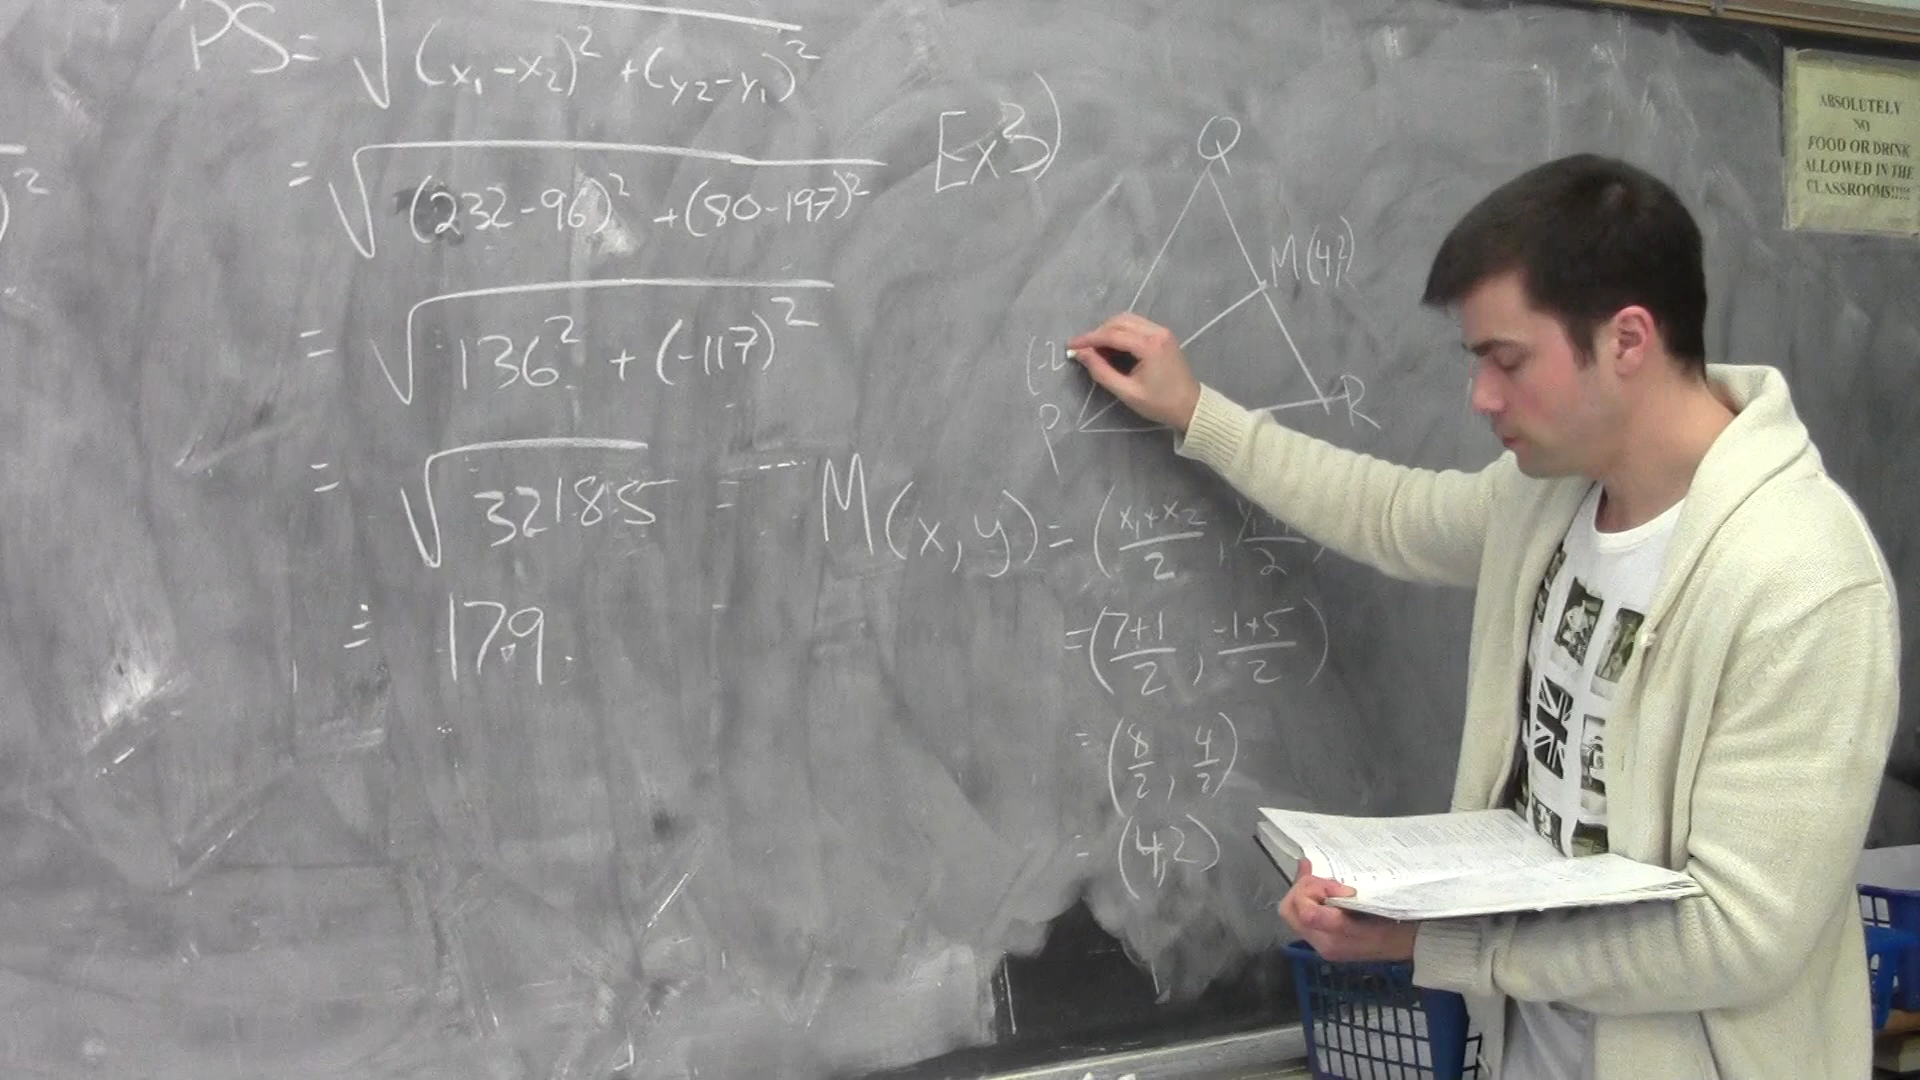 PS = √(x₁-x₂)² + (y₂-y₁)²
= √(232-96)² + (80-197)²
= √136² + (-117)²
= √32185
= 179
)²
Ex3)
Q
M(4,2)
(-2
P
R
M(x,y) = (x₁+x₂/2, y₁+
= (7+1/2, -1+5/2)
= (8/2, 4/2)
= (4,2)
ABSOLUTELY
NO
FOOD OR DRINK
ALLOWED IN THE
CLASSROOMS!!!!!